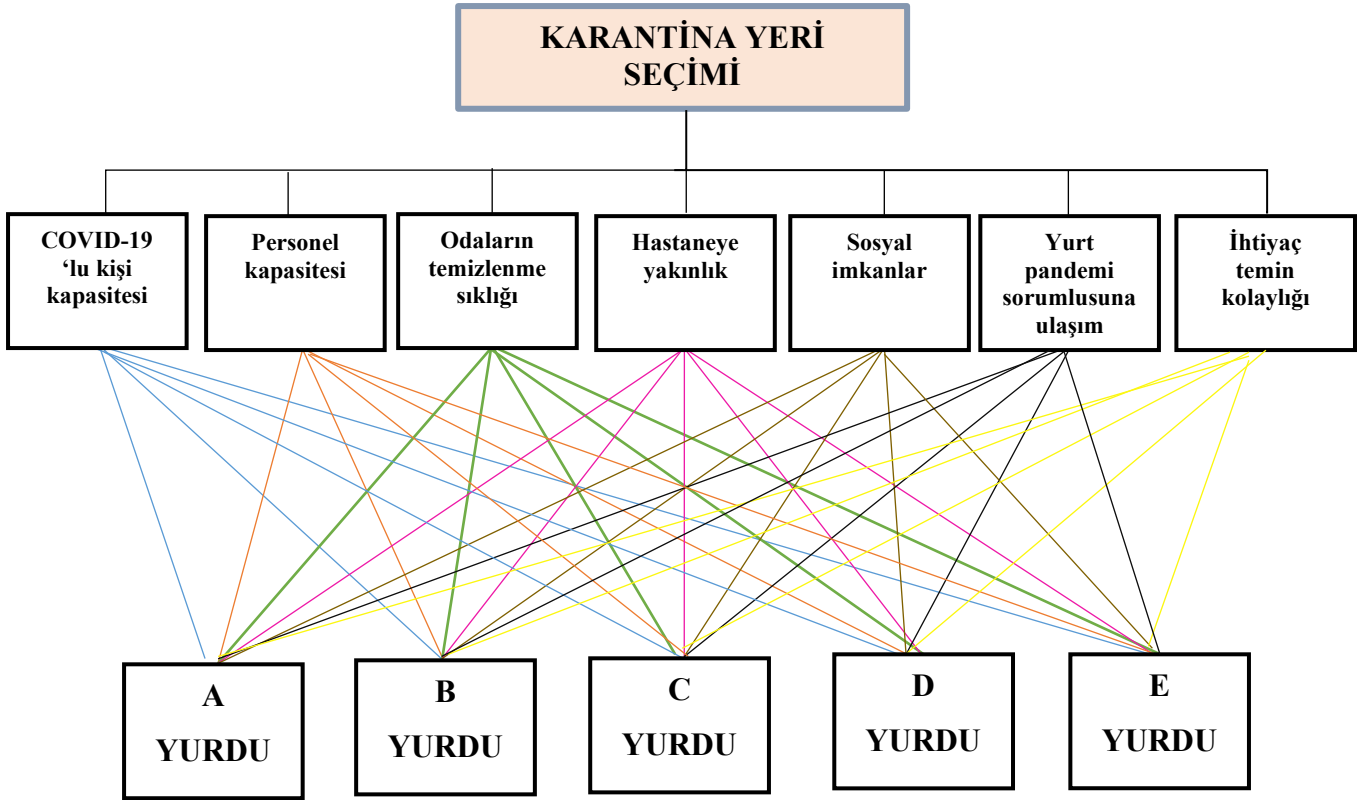 KARANTİNA YERİ
SEÇİMİ
COVID-19
‘lu kişi
kapasitesi
Personel
kapasitesi
Odaların
temizlenme
sıklığı
Hastaneye
yakınlık
Sosyal
imkanlar
Yurt
pandemi
sorumlusuna
ulaşım
İhtiyaç
temin
kolaylığı
A
YURDU
B
YURDU
C
YURDU
D
YURDU
E
YURDU